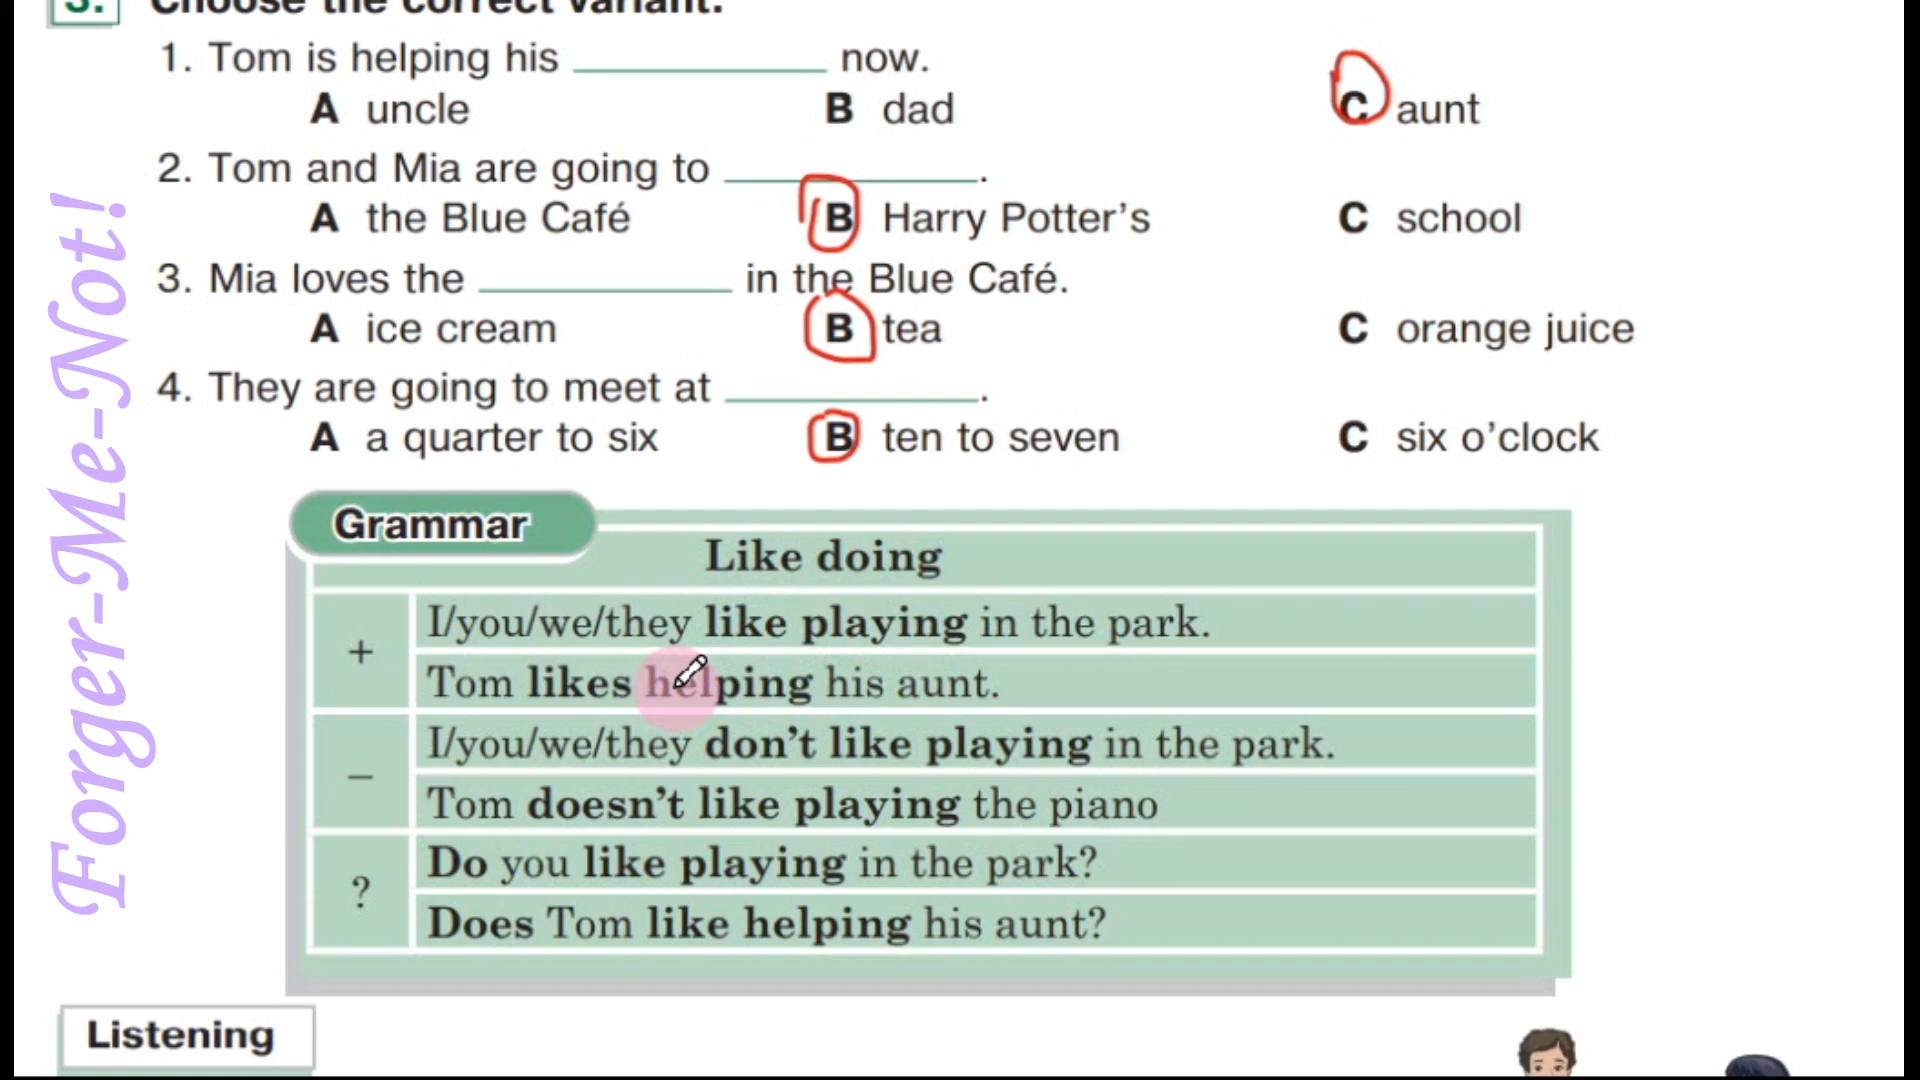 3. Choose the correct variant.
1. Tom is helping his ____________ now.
A uncle B dad C aunt
2. Tom and Mia are going to ____________.
A the Blue Café B Harry Potter’s C school
3. Mia loves the ____________ in the Blue Café.
A ice cream B tea C orange juice
4. They are going to meet at ____________.
A a quarter to six B ten to seven C six o’clock
Forger-Me-Not!
Grammar
Like doing
+
I/you/we/they like playing in the park.
Tom likes helping his aunt.
–
I/you/we/they don’t like playing in the park.
Tom doesn’t like playing the piano
?
Do you like playing in the park?
Does Tom like helping his aunt?
Listening